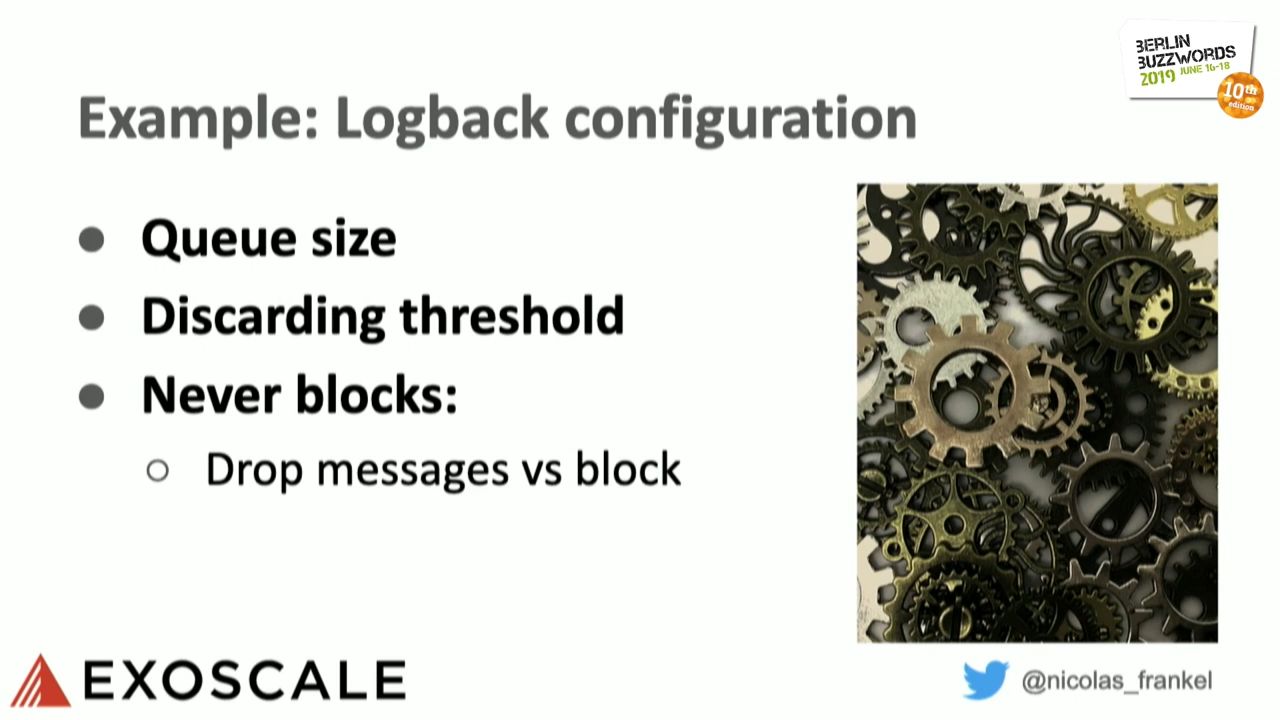 BERLIN
BUZZWORDS
2019 JUNE 16-18
10th
edition
Example: Logback configuration
● Queue size
● Discarding threshold
● Never blocks:
○ Drop messages vs block
EXOSCALE
@nicolas_frankel